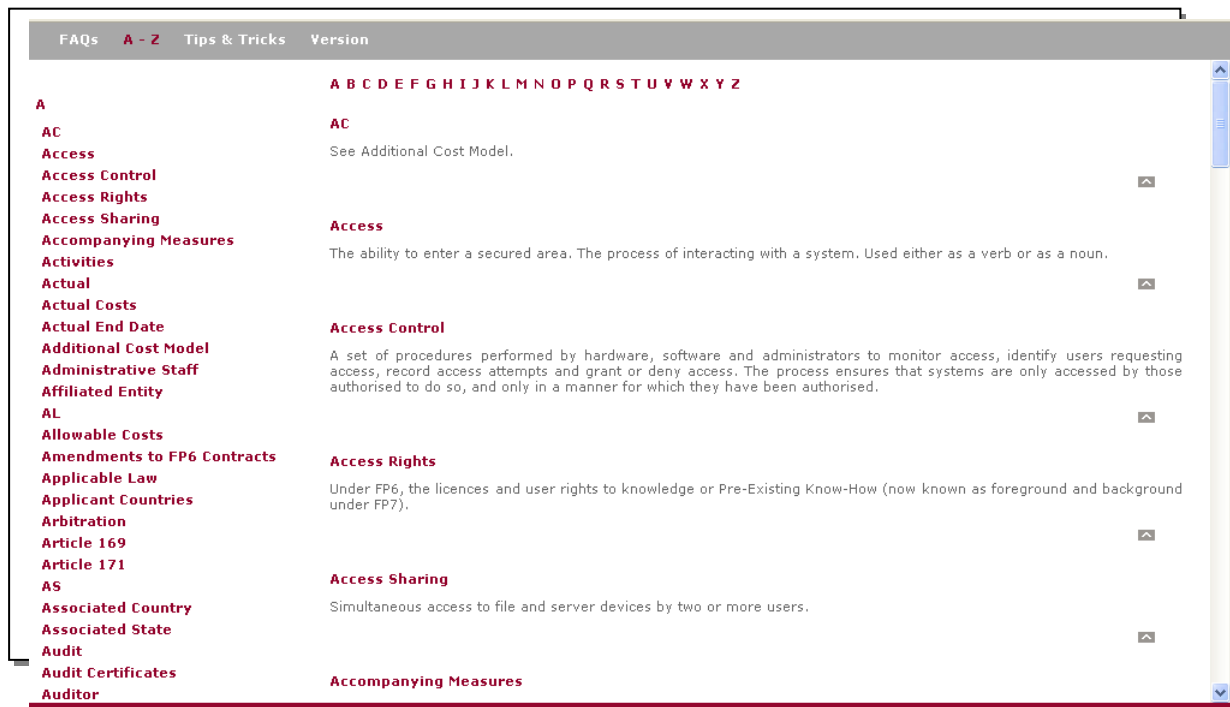 FAQs A - Z Tips & Tricks Version
A B C D E F G H I J K L M N O P Q R S T U V W X Y Z
A
AC
Access
Access Control
Access Rights
Access Sharing
Accompanying Measures
Activities
Actual
Actual Costs
Actual End Date
Additional Cost Model
Administrative Staff
Affiliated Entity
AL
Allowable Costs
Amendments to FP6 Contracts
Applicable Law
Applicant Countries
Arbitration
Article 169
Article 171
AS
Associated Country
Associated State
Audit
Audit Certificates
Auditor
AC
See Additional Cost Model.
Access
The ability to enter a secured area. The process of interacting with a system. Used either as a verb or as a noun.
Access Control
A set of procedures performed by hardware, software and administrators to monitor access, identify users requesting
access, record access attempts and grant or deny access. The process ensures that systems are only accessed by those
authorised to do so, and only in a manner for which they have been authorised.
Access Rights
Under FP6, the licences and user rights to knowledge or Pre-Existing Know-How (now known as foreground and background
under FP7).
Access Sharing
Simultaneous access to file and server devices by two or more users.
Accompanying Measures